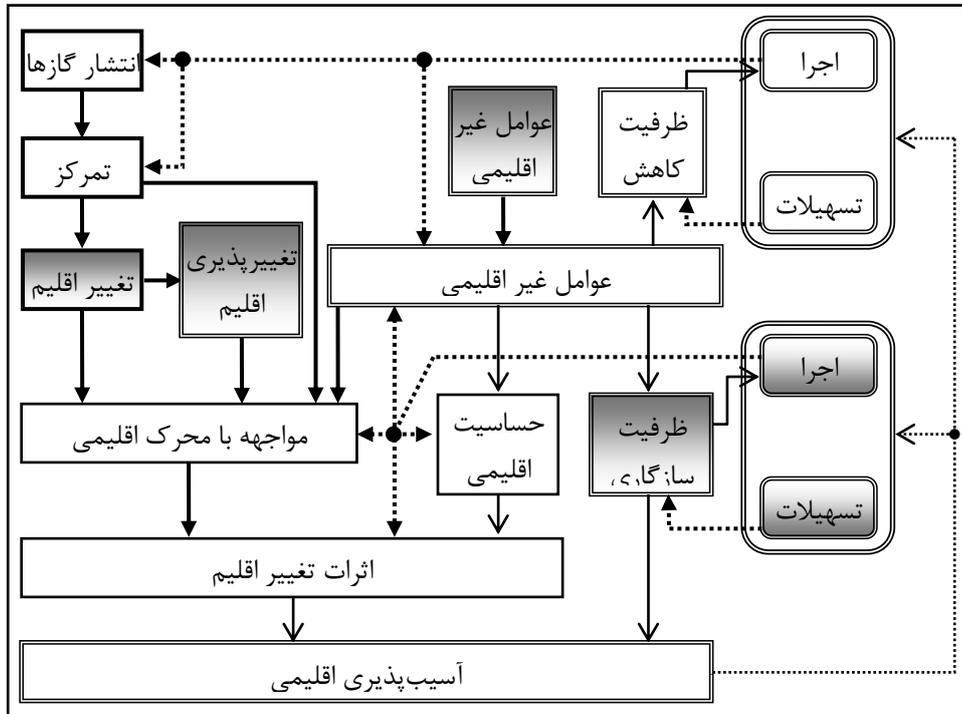 انتشار گازها
اجرا
عوامل غیر
اقلیمی
ظرفیت
کاهش
تمرکز
تسهیلات
تغییر اقلیم
تغییرپذیری
اقلیم
عوامل غیر اقلیمی
اجرا
مواجهه با محرک اقلیمی
حساسیت
اقلیمی
ظرفیت
سازگاری
تسهیلات
اثرات تغییر اقلیم
آسیب‌پذیری اقلیمی